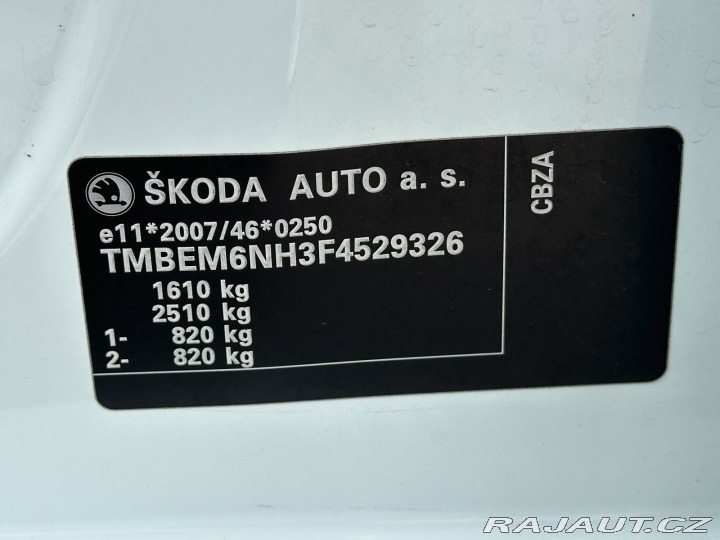 ŠKODA AUTO a. s.
e11*2007/46*0250
TMBEM6NH3F4529326
1610 kg
2510 kg
1- 820 kg
2- 820 kg
CBZA
RAJAUT.CZ